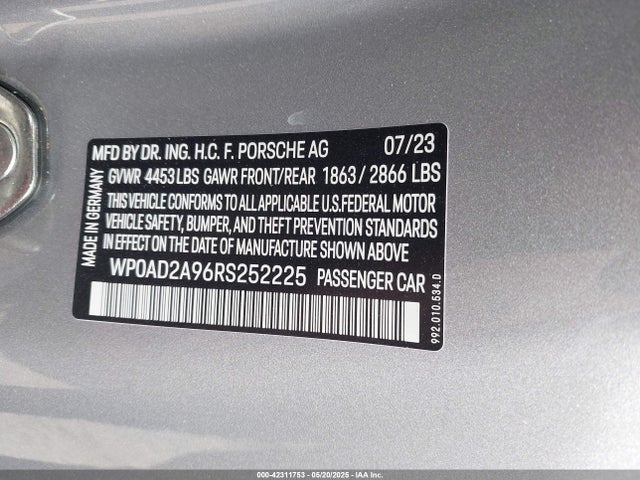 MFD BY DR. ING. H.C. F. PORSCHE AG 07/23
GVWR 4453 LBS GAWR FRONT/REAR 1863 / 2866 LBS
THIS VEHICLE CONFORMS TO ALL APPLICABLE U.S. FEDERAL MOTOR
VEHICLE SAFETY, BUMPER, AND THEFT PREVENTION STANDARDS
IN EFFECT ON THE DATE OF MANUFACTURE SHOWN ABOVE
WP0AD2A96RS252225 PASSENGER CAR
MADE IN GERMANY
992.010.534.D
000-42311753 - 05/20/2025 - IAA Inc.